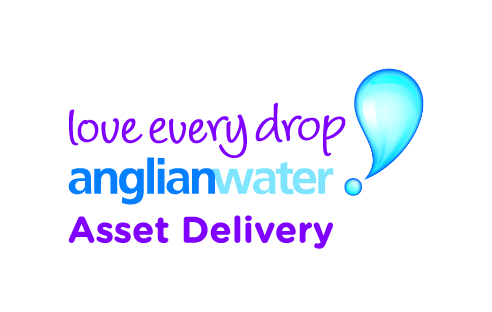 love every drop
anglianwater
Asset Delivery